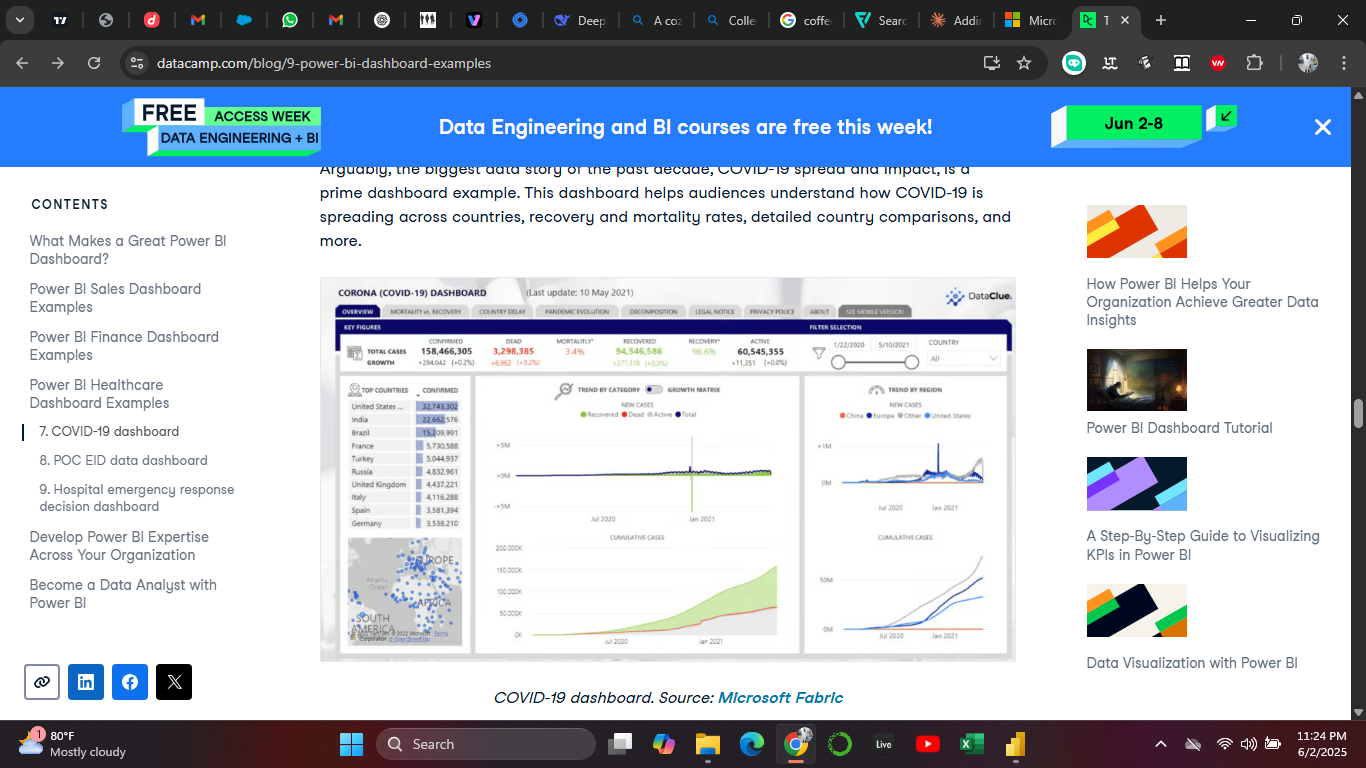 Deep
A coz
Colle
coffe
Searc
Addir
Micrc
T
datacamp.com/blog/9-power-bi-dashboard-examples
FREE ACCESS WEEK
DATA ENGINEERING + BI
Data Engineering and BI courses are free this week!
Jun 2-8
CONTENTS
What Makes a Great Power BI
Dashboard?
Power BI Sales Dashboard
Examples
Power BI Finance Dashboard
Examples
Power BI Healthcare
Dashboard Examples
7. COVID-19 dashboard
8. POC EID data dashboard
9. Hospital emergency response
decision dashboard
Develop Power BI Expertise
Across Your Organization
Become a Data Analyst with
Power BI
Arguably, the biggest data story of the past decade, COVID-19 spread and impact, is a
prime dashboard example. This dashboard helps audiences understand how COVID-19 is
spreading across countries, recovery and mortality rates, detailed country comparisons, and
more.
CORONA (COVID-19) DASHBOARD
(Last update: 10 May 2021)
DataClue.
OVERVIEW
MORTALITY vs. RECOVERY
COUNTRY DELAY
PANDEMIC EVOLUTION
DECOMPOSITION
LEGAL NOTICE
PRIVACY POLICE
ABOUT
SEE MOBILE VERSION
KEY FIGURES
FILTER SELECTION
CONFIRMED DEAD MORTALITLY* RECOVERED RECOVERY* ACTIVE
TOTAL CASES 158,466,305 3,298,385 3.4% 94,546,586 96.6% 60,545,355
GROWTH +294,042 (+0.2%) +6,962 (+0.2%) +277,318 (+0.3%) +11,351 (+0.0%)
1/22/2020 5/10/2021
COUNTRY
All
TOP COUNTRIES CONFIRMED
United States ... 32,743,302
India 22,662,576
Brazil 15,209,991
France 5,730,588
Turkey 5,044,937
Russia 4,832,961
United Kingdom 4,437,221
Italy 4,116,288
Spain 3,581,394
Germany 3,538,210
EUROPE
Atlantic
Ocean
AFRICA
SOUTH
AMERICA
© 2022 Microsoft
Corporation © OpenStreetMap
Terms
TREND BY CATEGORY GROWTH MATRIX
NEW CASES
Recovered Dead Active Total
+5M
+0M
-5M
Jul 2020 Jan 2021
CUMULATIVE CASES
200.000K
150.000K
100.000K
50.000K
0K
Jul 2020 Jan 2021
TREND BY REGION
NEW CASES
China Europe Other United States
+1M
0M
Jul 2020 Jan 2021
CUMULATIVE CASES
50M
0M
Jul 2020 Jan 2021
COVID-19 dashboard. Source: Microsoft Fabric
How Power BI Helps Your
Organization Achieve Greater Data
Insights
Power BI Dashboard Tutorial
A Step-By-Step Guide to Visualizing
KPIs in Power BI
Data Visualization with Power BI
1
80°F
Mostly cloudy
Search
Live
11:24 PM
6/2/2025